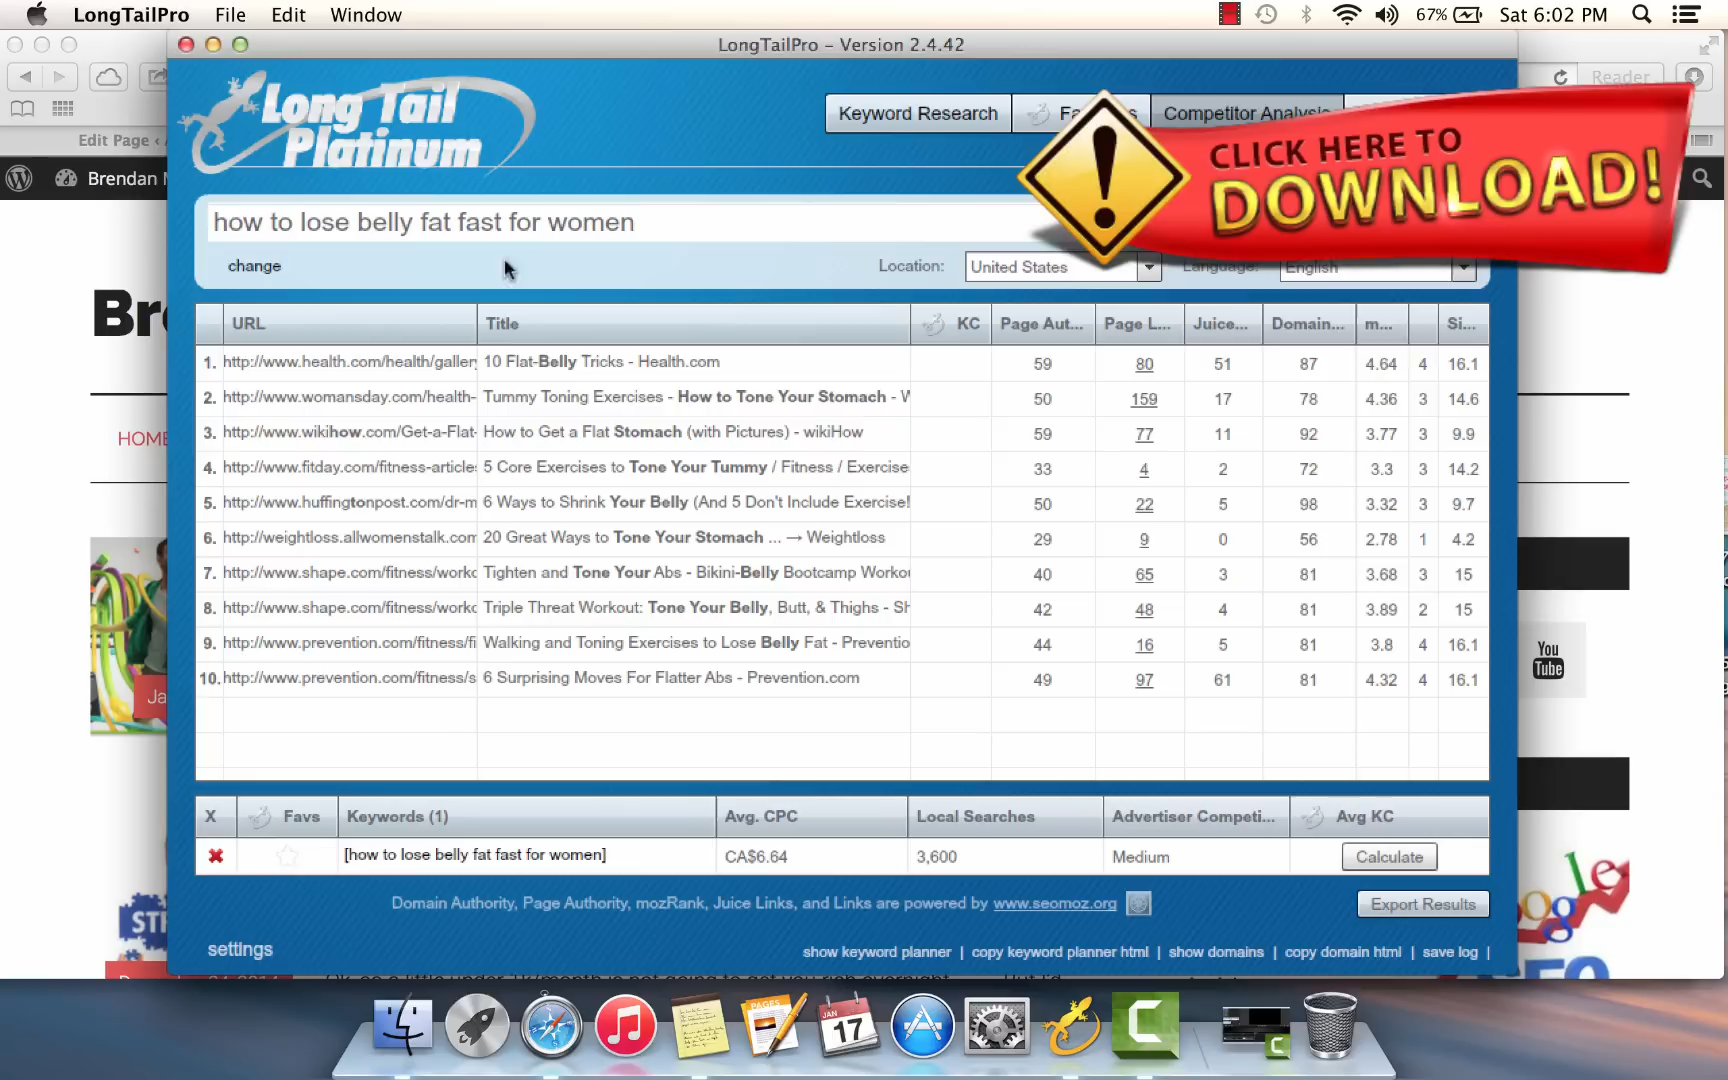 LongTailPro File Edit Window 67% Sat 6:02 PM
LongTailPro – Version 2.4.42
Reader
Edit Page
Brendan
Long Tail
Platinum
Keyword Research
Competitor Analysis
CLICK HERE TO
DOWNLOAD!
how to lose belly fat fast for women
change Location: United States Language: English
HOME
URL Title KC Page Aut... Page L... Juice... Domain... m... Si...
1. http://www.health.com/health/galler 10 Flat-Belly Tricks - Health.com 59 80 51 87 4.64 4 16.1
2. http://www.womansday.com/health- Tummy Toning Exercises - How to Tone Your Stomach - W 50 159 17 78 4.36 3 14.6
3. http://www.wikihow.com/Get-a-Flat- How to Get a Flat Stomach (with Pictures) - wikiHow 59 77 11 92 3.77 3 9.9
4. http://www.fitday.com/fitness-article 5 Core Exercises to Tone Your Tummy / Fitness / Exercise 33 4 2 72 3.3 3 14.2
5. http://www.huffingtonpost.com/dr-m 6 Ways to Shrink Your Belly (And 5 Don't Include Exercise! 50 22 5 98 3.32 3 9.7
6. http://weightloss.allwomenstalk.com 20 Great Ways to Tone Your Stomach ... → Weightloss 29 9 0 56 2.78 1 4.2
7. http://www.shape.com/fitness/workc Tighten and Tone Your Abs - Bikini-Belly Bootcamp Workou 40 65 3 81 3.68 3 15
8. http://www.shape.com/fitness/workc Triple Threat Workout: Tone Your Belly, Butt, & Thighs - Sh 42 48 4 81 3.89 2 15
9. http://www.prevention.com/fitness/fi Walking and Toning Exercises to Lose Belly Fat - Preventio 44 16 5 81 3.8 4 16.1
10. http://www.prevention.com/fitness/s 6 Surprising Moves For Flatter Abs - Prevention.com 49 97 61 81 4.32 4 16.1
You
Tube
Ja
X Favs Keywords (1) Avg. CPC Local Searches Advertiser Competi... Avg KC
[how to lose belly fat fast for women] CA$6.64 3,600 Medium Calculate
Domain Authority, Page Authority, mozRank, Juice Links, and Links are powered by www.seomoz.org
Export Results
settings
show keyword planner | copy keyword planner html | show domains | copy domain html | save log |
PAGES
JAN
17